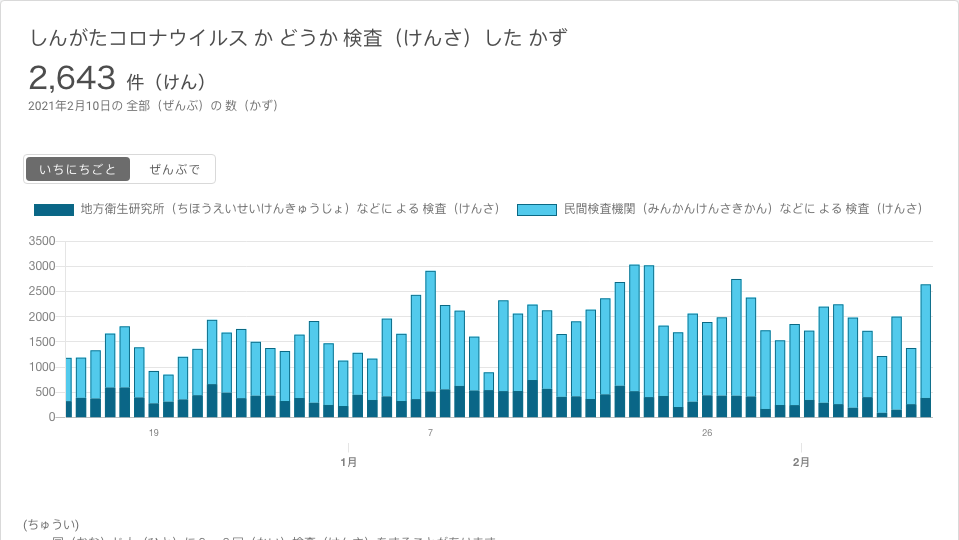 しんがたコロナウイルス か どうか 検査（けんさ）した かず
2,643 件（けん）
2021年2月10日の 全部（ぜんぶ）の 数（かず）
いちにちごと ぜんぶで
地方衛生研究所（ちほうえいせいけんきゅうじょ）などに よる 検査（けんさ） 民間検査機関（みんかんけんさきかん）などに よる 検査（けんさ）
3500
3000
2500
2000
1500
1000
500
0
19 7 26
1月 2月
(ちゅうい)